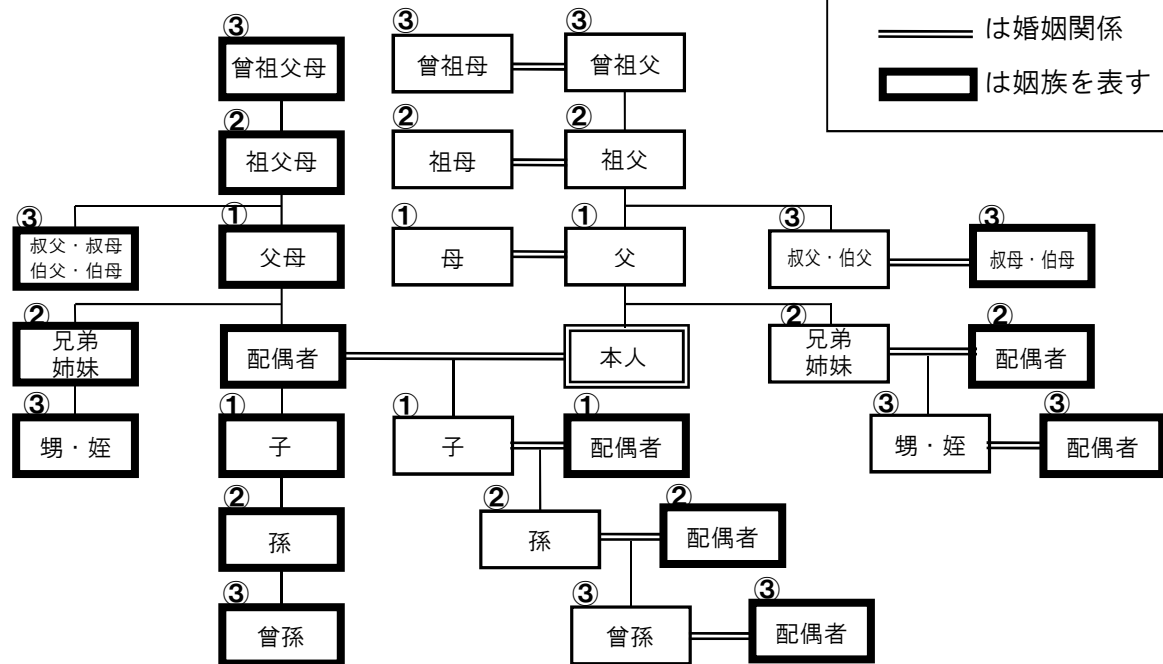 は婚姻関係
は姻族を表す
③ ③ ③
曾祖父母 曾祖母 曾祖父
② ② ②
祖父母 祖母 祖父
③ ① ① ① ③ ③
叔父・叔母
伯父・伯母
父母 母 父 叔父・伯父 叔母・伯母
② ② ②
兄弟
姉妹
配偶者 本人
兄弟
姉妹
配偶者
③ ① ① ① ③ ③
甥・姪 子 子 配偶者 甥・姪 配偶者
② ② ②
孫 孫 配偶者
③ ③ ③
曾孫 曾孫 配偶者